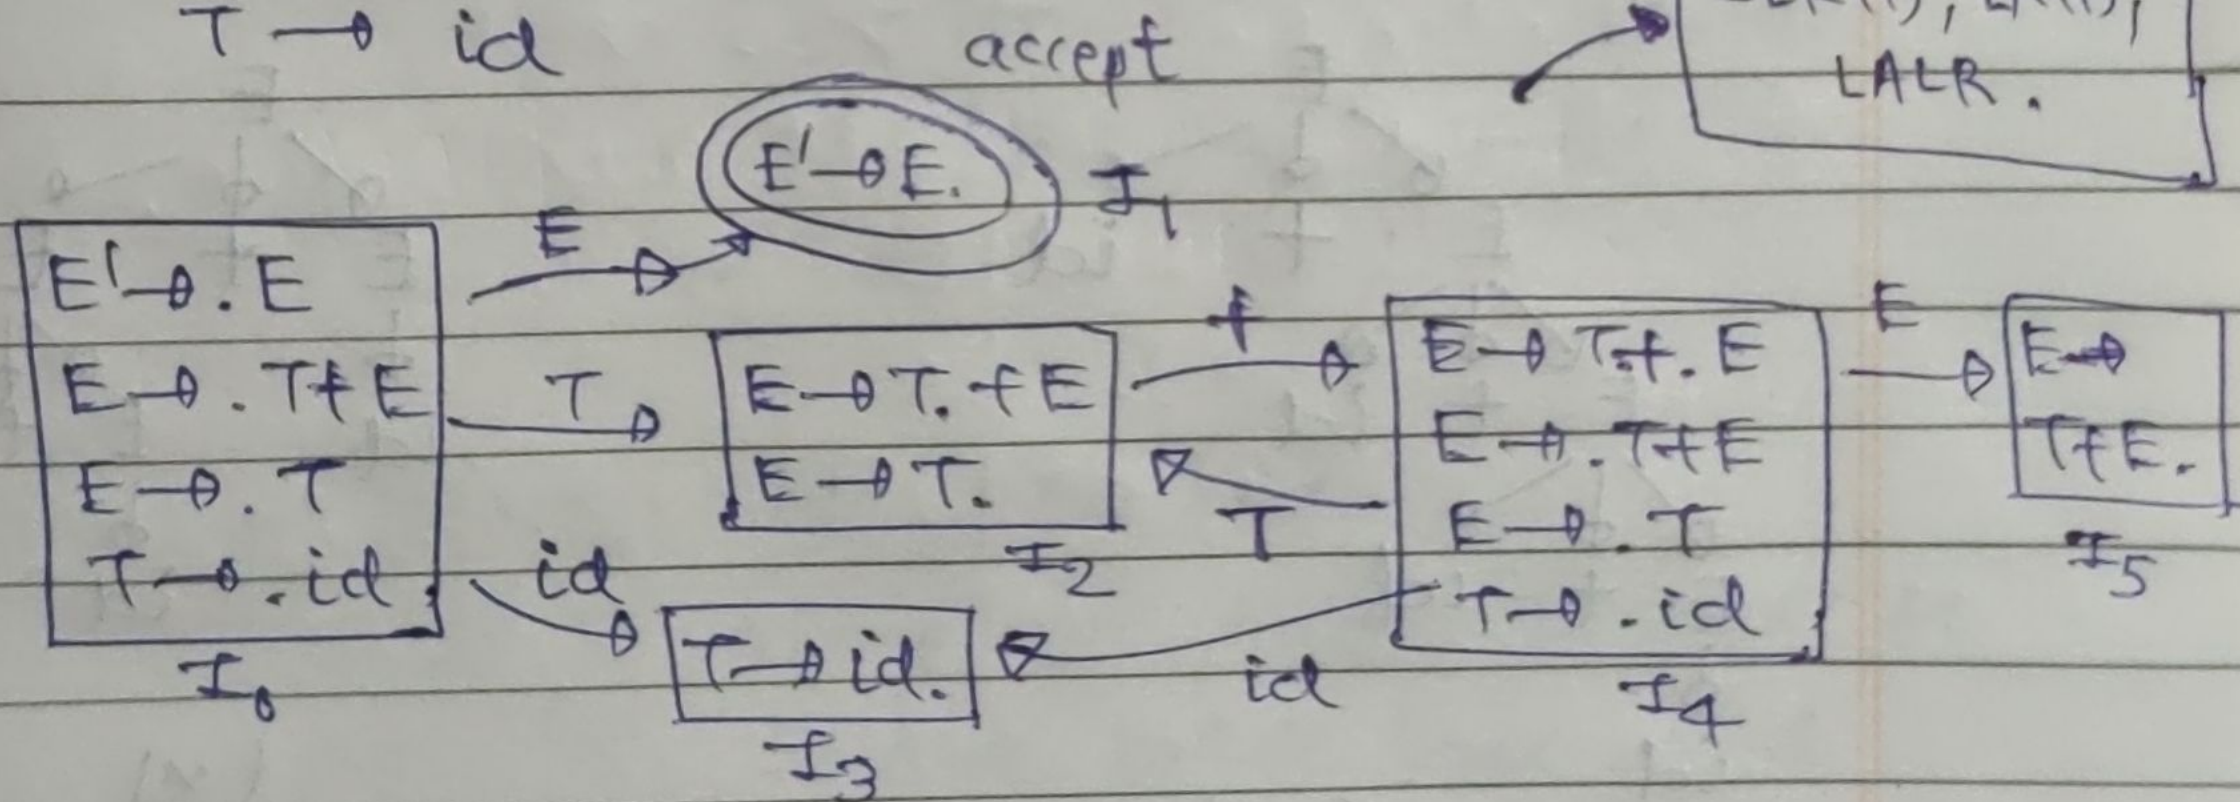 T → id
accept
LALR.
E' → E.
I1
E
E' → . E
E → . T + E
E → . T
T → . id
I0
T
E → T. + E
E → T.
I2
id
T → id.
I3
+
T
id
E → T+. E
E → . T+E
E → . T
T → . id
I4
E
E →
T+E.
I5